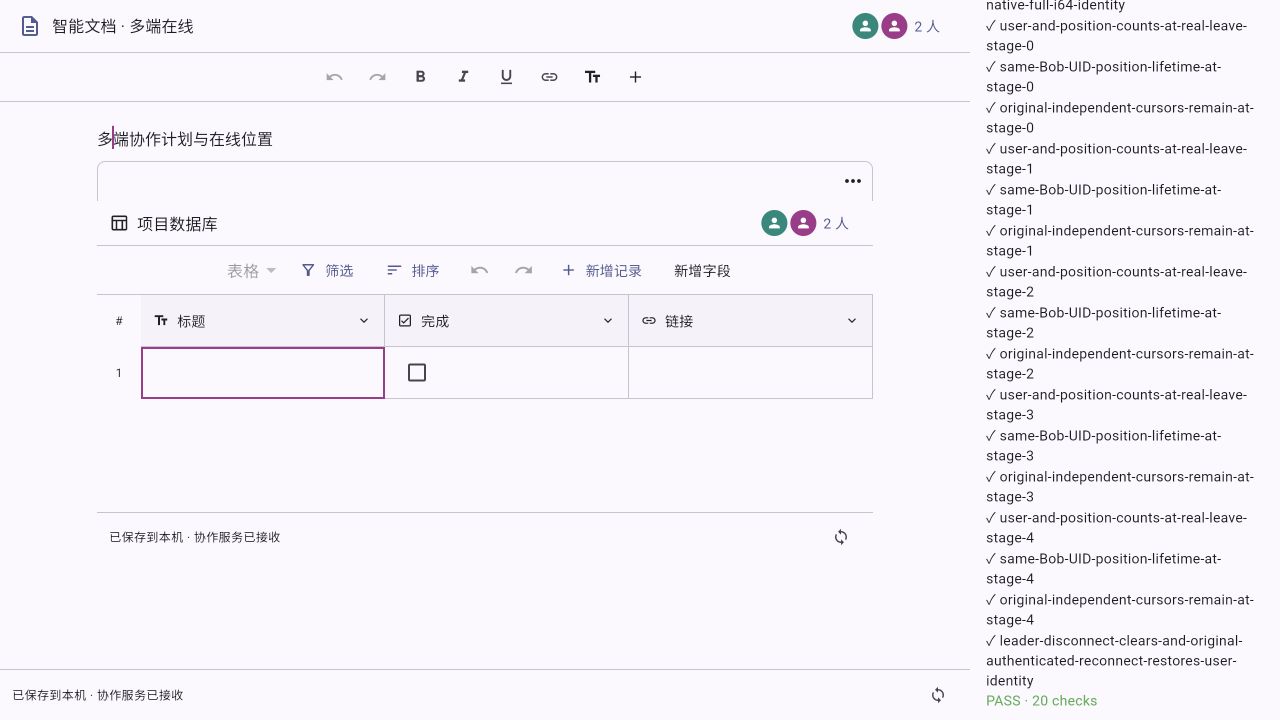 智能文档 · 多端在线
2 人
B I U Tr +
多端协作计划与在线位置
项目数据库
2 人
表格 筛选 排序 新增记录 新增字段
# 标题 完成 链接
1
已保存到本机 · 协作服务已接收
已保存到本机 · 协作服务已接收
native-full-i64-identity
✓ user-and-position-counts-at-real-leave-
stage-0
✓ same-Bob-UID-position-lifetime-at-
stage-0
✓ original-independent-cursors-remain-at-
stage-0
✓ user-and-position-counts-at-real-leave-
stage-1
✓ same-Bob-UID-position-lifetime-at-
stage-1
✓ original-independent-cursors-remain-at-
stage-1
✓ user-and-position-counts-at-real-leave-
stage-2
✓ same-Bob-UID-position-lifetime-at-
stage-2
✓ original-independent-cursors-remain-at-
stage-2
✓ user-and-position-counts-at-real-leave-
stage-3
✓ same-Bob-UID-position-lifetime-at-
stage-3
✓ original-independent-cursors-remain-at-
stage-3
✓ user-and-position-counts-at-real-leave-
stage-4
✓ same-Bob-UID-position-lifetime-at-
stage-4
✓ original-independent-cursors-remain-at-
stage-4
✓ leader-disconnect-clears-and-original-
authenticated-reconnect-restores-user-
identity
PASS · 20 checks